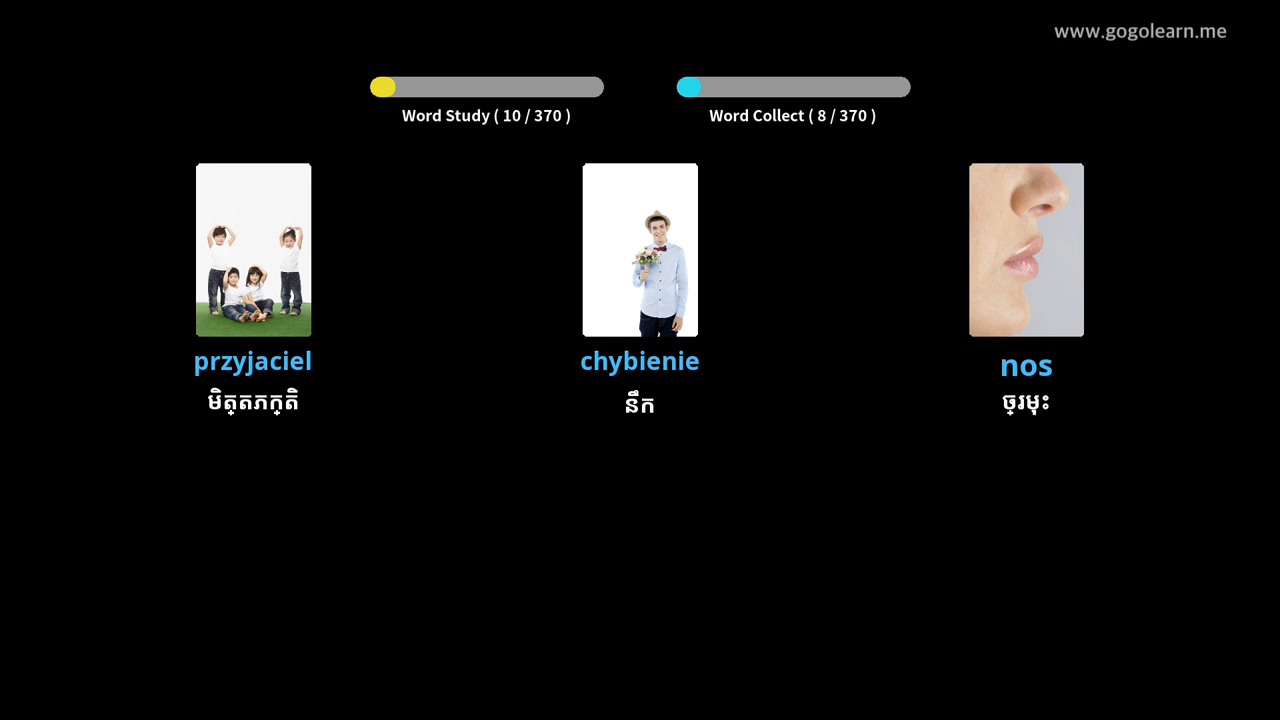 www.gogolearn.me
Word Study ( 10 / 370 )
Word Collect ( 8 / 370 )
przyjaciel
chybienie
nos
មិត្តភក្តិ
នឹក
ច្រមុះ